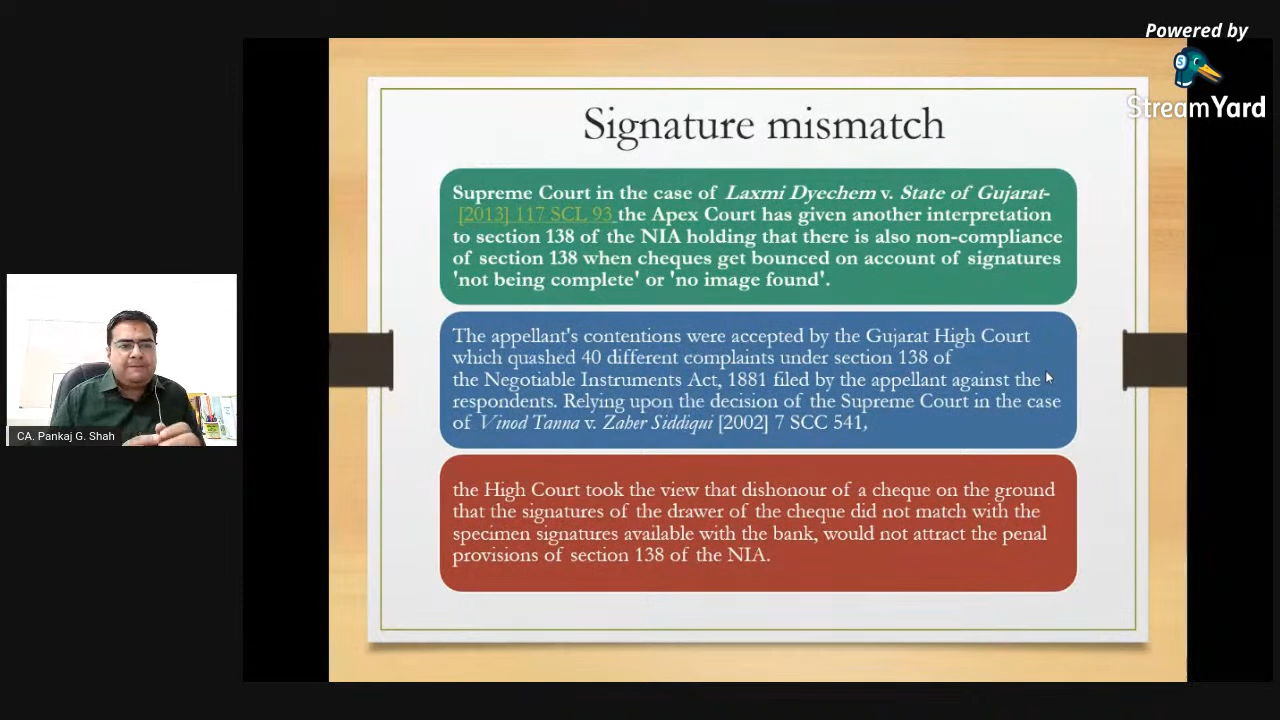 Powered by
StreamYard
Signature mismatch
Supreme Court in the case of Laxmi Dyechem v. State of Gujarat-
[2013] 117 SCL 93 the Apex Court has given another interpretation
to section 138 of the NIA holding that there is also non-compliance
of section 138 when cheques get bounced on account of signatures
'not being complete' or 'no image found'.
The appellant's contentions were accepted by the Gujarat High Court
which quashed 40 different complaints under section 138 of
the Negotiable Instruments Act, 1881 filed by the appellant against the
respondents. Relying upon the decision of the Supreme Court in the case
of Vinod Tanna v. Zaher Siddiqui [2002] 7 SCC 541,
the High Court took the view that dishonour of a cheque on the ground
that the signatures of the drawer of the cheque did not match with the
specimen signatures available with the bank, would not attract the penal
provisions of section 138 of the NIA.
CA. Pankaj G. Shah